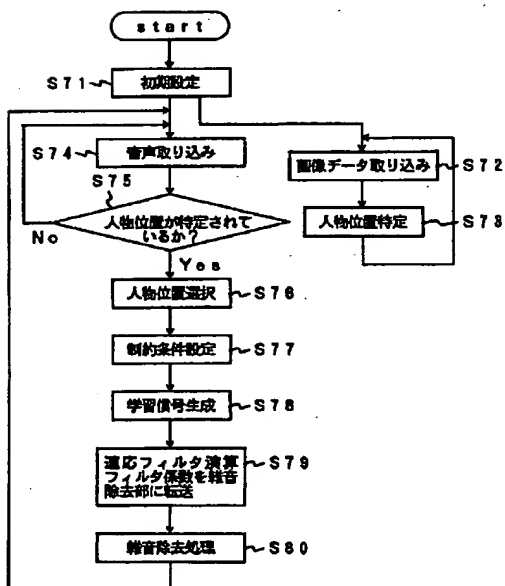 start
S71
初期設定
S74
音声取り込み
画像データ取り込み
S72
S75
人物位置が特定されて
いるか?
人物位置特定
S73
No
Yes
人物位置選択
S76
制約条件設定
S77
学習信号生成
S78
適応フィルタ演算
フィルタ係数を雑音
除去部に転送
S79
雑音除去処理
S80